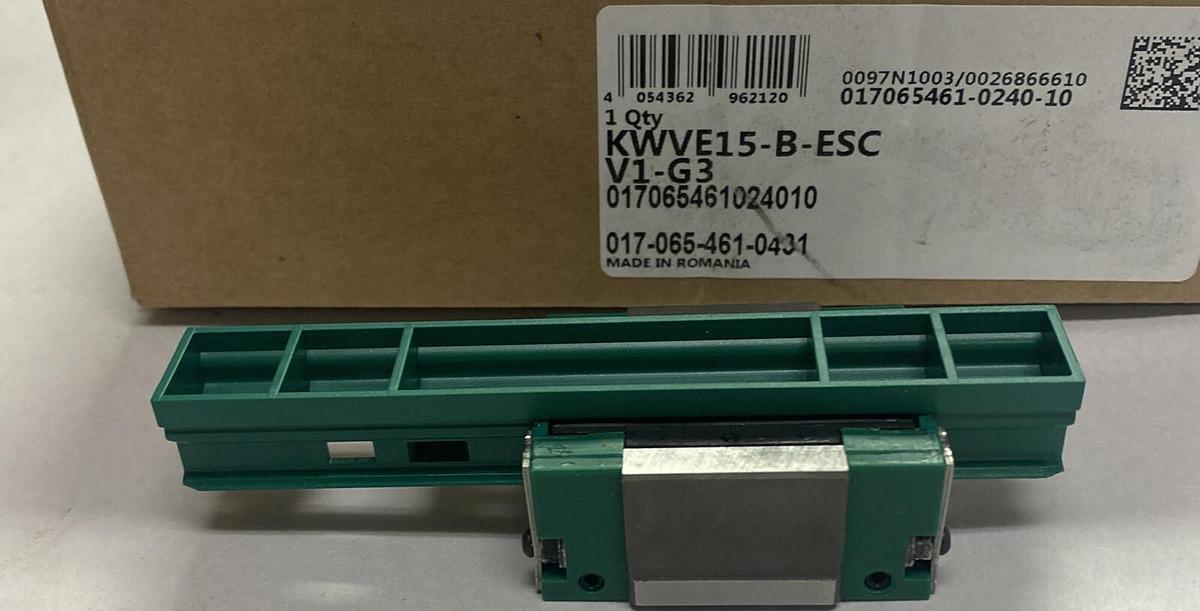 4 054362 962120
0097N1003/0026866610
017065461-0240-10
1 Qty
KWVE15-B-ESC
V1-G3
017065461024010
017-065-461-0431
MADE IN ROMANIA